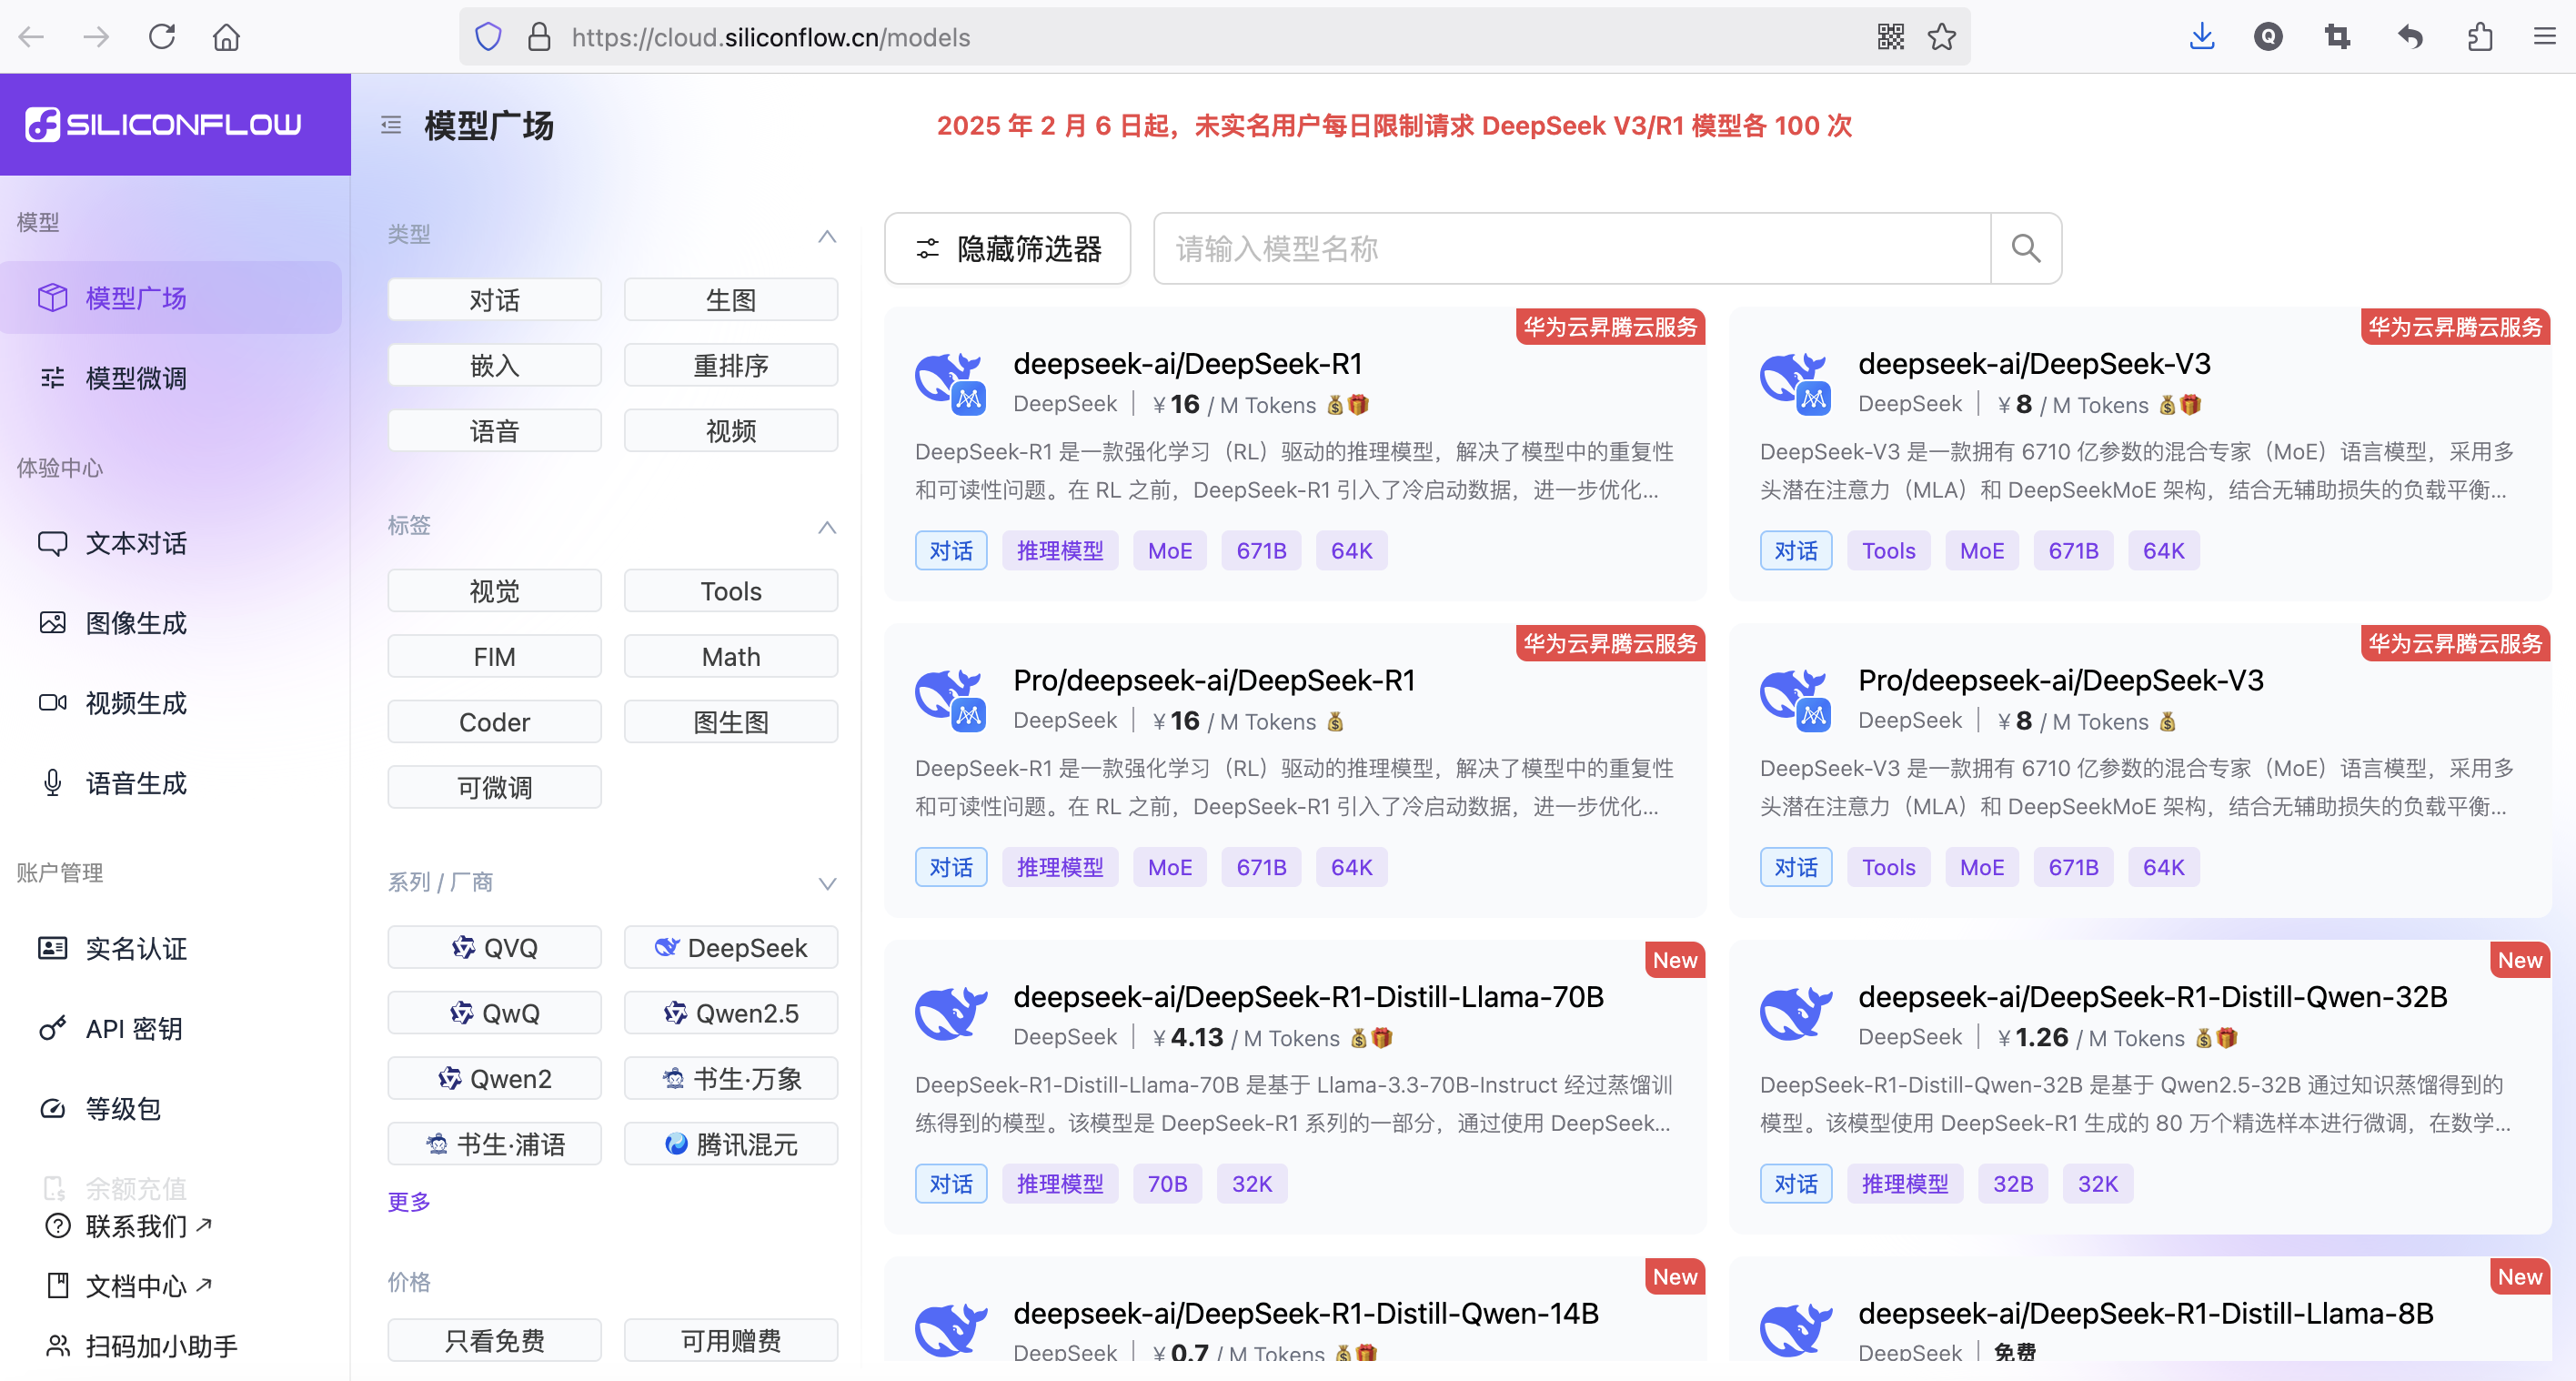 https://cloud.siliconflow.cn/models
SILICONFLOW
模型
模型广场
模型微调
体验中心
文本对话
图像生成
视频生成
语音生成
账户管理
实名认证
API 密钥
等级包
余额充值
联系我们
文档中心
扫码加小助手
模型广场
2025 年 2 月 6 日起，未实名用户每日限制请求 DeepSeek V3/R1 模型各 100 次
类型
对话
生图
嵌入
重排序
语音
视频
标签
视觉
Tools
FIM
Math
Coder
图生图
可微调
系列 / 厂商
QVQ
DeepSeek
QwQ
Qwen2.5
Qwen2
书生·万象
书生·浦语
腾讯混元
更多
价格
只看免费
可用赠费
隐藏筛选器
请输入模型名称
华为云昇腾云服务
deepseek-ai/DeepSeek-R1
DeepSeek | ¥ 16 / M Tokens
DeepSeek-R1 是一款强化学习（RL）驱动的推理模型，解决了模型中的重复性
和可读性问题。在 RL 之前，DeepSeek-R1 引入了冷启动数据，进一步优化...
对话 推理模型 MoE 671B 64K
华为云昇腾云服务
deepseek-ai/DeepSeek-V3
DeepSeek | ¥ 8 / M Tokens
DeepSeek-V3 是一款拥有 6710 亿参数的混合专家（MoE）语言模型，采用多
头潜在注意力（MLA）和 DeepSeekMoE 架构，结合无辅助损失的负载平衡...
对话 Tools MoE 671B 64K
华为云昇腾云服务
Pro/deepseek-ai/DeepSeek-R1
DeepSeek | ¥ 16 / M Tokens
DeepSeek-R1 是一款强化学习（RL）驱动的推理模型，解决了模型中的重复性
和可读性问题。在 RL 之前，DeepSeek-R1 引入了冷启动数据，进一步优化...
对话 推理模型 MoE 671B 64K
华为云昇腾云服务
Pro/deepseek-ai/DeepSeek-V3
DeepSeek | ¥ 8 / M Tokens
DeepSeek-V3 是一款拥有 6710 亿参数的混合专家（MoE）语言模型，采用多
头潜在注意力（MLA）和 DeepSeekMoE 架构，结合无辅助损失的负载平衡...
对话 Tools MoE 671B 64K
New
deepseek-ai/DeepSeek-R1-Distill-Llama-70B
DeepSeek | ¥ 4.13 / M Tokens
DeepSeek-R1-Distill-Llama-70B 是基于 Llama-3.3-70B-Instruct 经过蒸馏训
练得到的模型。该模型是 DeepSeek-R1 系列的一部分，通过使用 DeepSeek...
对话 推理模型 70B 32K
New
deepseek-ai/DeepSeek-R1-Distill-Qwen-32B
DeepSeek | ¥ 1.26 / M Tokens
DeepSeek-R1-Distill-Qwen-32B 是基于 Qwen2.5-32B 通过知识蒸馏得到的
模型。该模型使用 DeepSeek-R1 生成的 80 万个精选样本进行微调，在数学...
对话 推理模型 32B 32K
New
deepseek-ai/DeepSeek-R1-Distill-Qwen-14B
DeepSeek | ¥ 0.7 / M Tokens
New
deepseek-ai/DeepSeek-R1-Distill-Llama-8B
DeepSeek | 免费